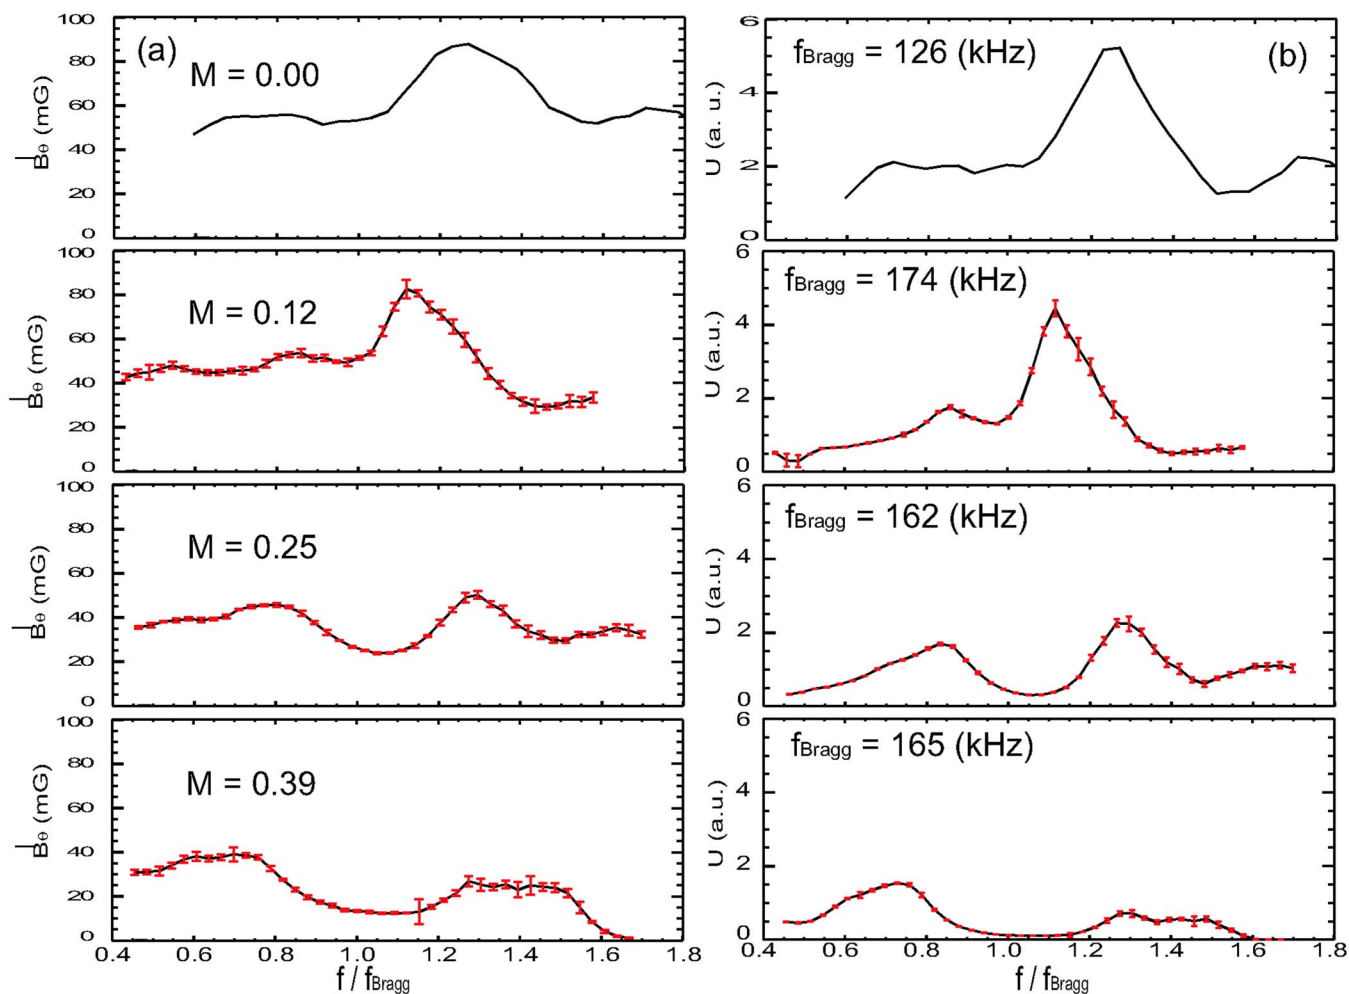 (a)
M = 0.00
B̅θ (mG)
100
80
60
40
20
0
fBragg = 126 (kHz)
(b)
U (a. u.)
6
4
2
0
M = 0.12
B̅θ (mG)
100
80
60
40
20
0
fBragg = 174 (kHz)
U (a.u.)
6
4
2
0
M = 0.25
B̅θ (mG)
100
80
60
40
20
0
fBragg = 162 (kHz)
U (a.u.)
6
4
2
0
M = 0.39
B̅θ (mG)
100
80
60
40
20
0
0.4 0.6 0.8 1.0 1.2 1.4 1.6 1.8
f / fBragg
fBragg = 165 (kHz)
U (a.u.)
6
4
2
0
0.4 0.6 0.8 1.0 1.2 1.4 1.6 1.8
f / fBragg